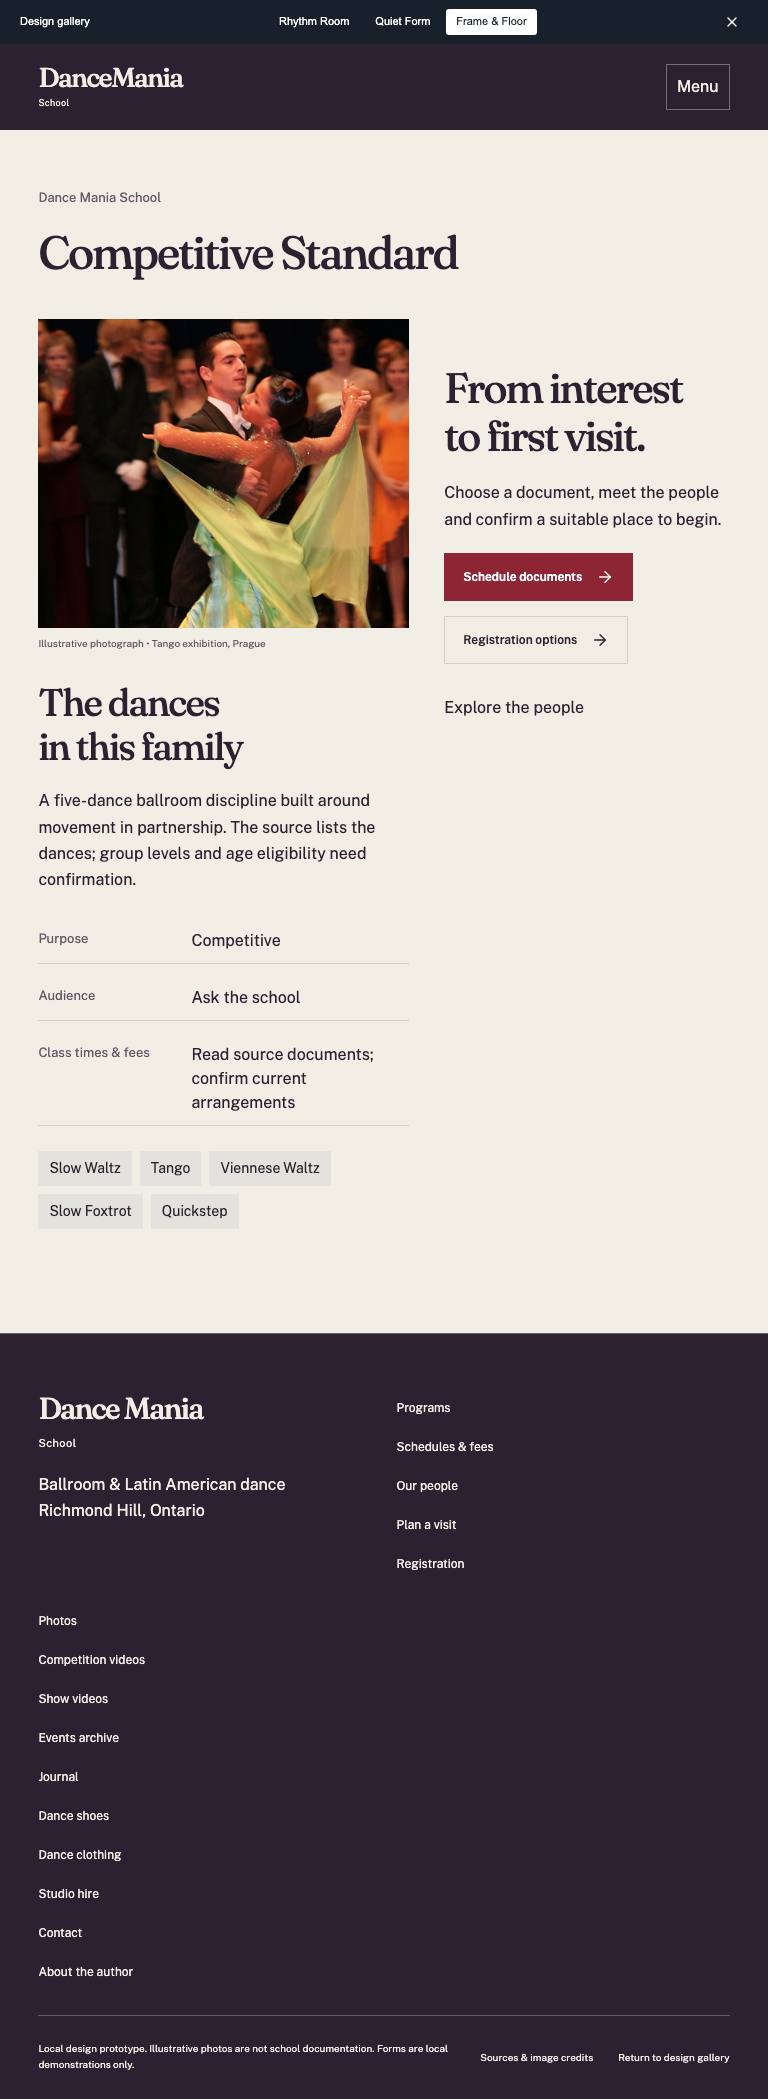 Design gallery
Rhythm Room
Quiet Form
Frame & Floor
DanceMania
School
Menu
Dance Mania School
Competitive Standard
Illustrative photograph • Tango exhibition, Prague
The dances
in this family
A five-dance ballroom discipline built around
movement in partnership. The source lists the
dances; group levels and age eligibility need
confirmation.
Purpose
Competitive
Audience
Ask the school
Class times & fees
Read source documents;
confirm current
arrangements
Slow Waltz
Tango
Viennese Waltz
Slow Foxtrot
Quickstep
From interest
to first visit.
Choose a document, meet the people
and confirm a suitable place to begin.
Schedule documents
Registration options
Explore the people
Dance Mania
School
Ballroom & Latin American dance
Richmond Hill, Ontario
Programs
Schedules & fees
Our people
Plan a visit
Registration
Photos
Competition videos
Show videos
Events archive
Journal
Dance shoes
Dance clothing
Studio hire
Contact
About the author
Local design prototype. Illustrative photos are not school documentation. Forms are local
demonstrations only.
Sources & image credits
Return to design gallery